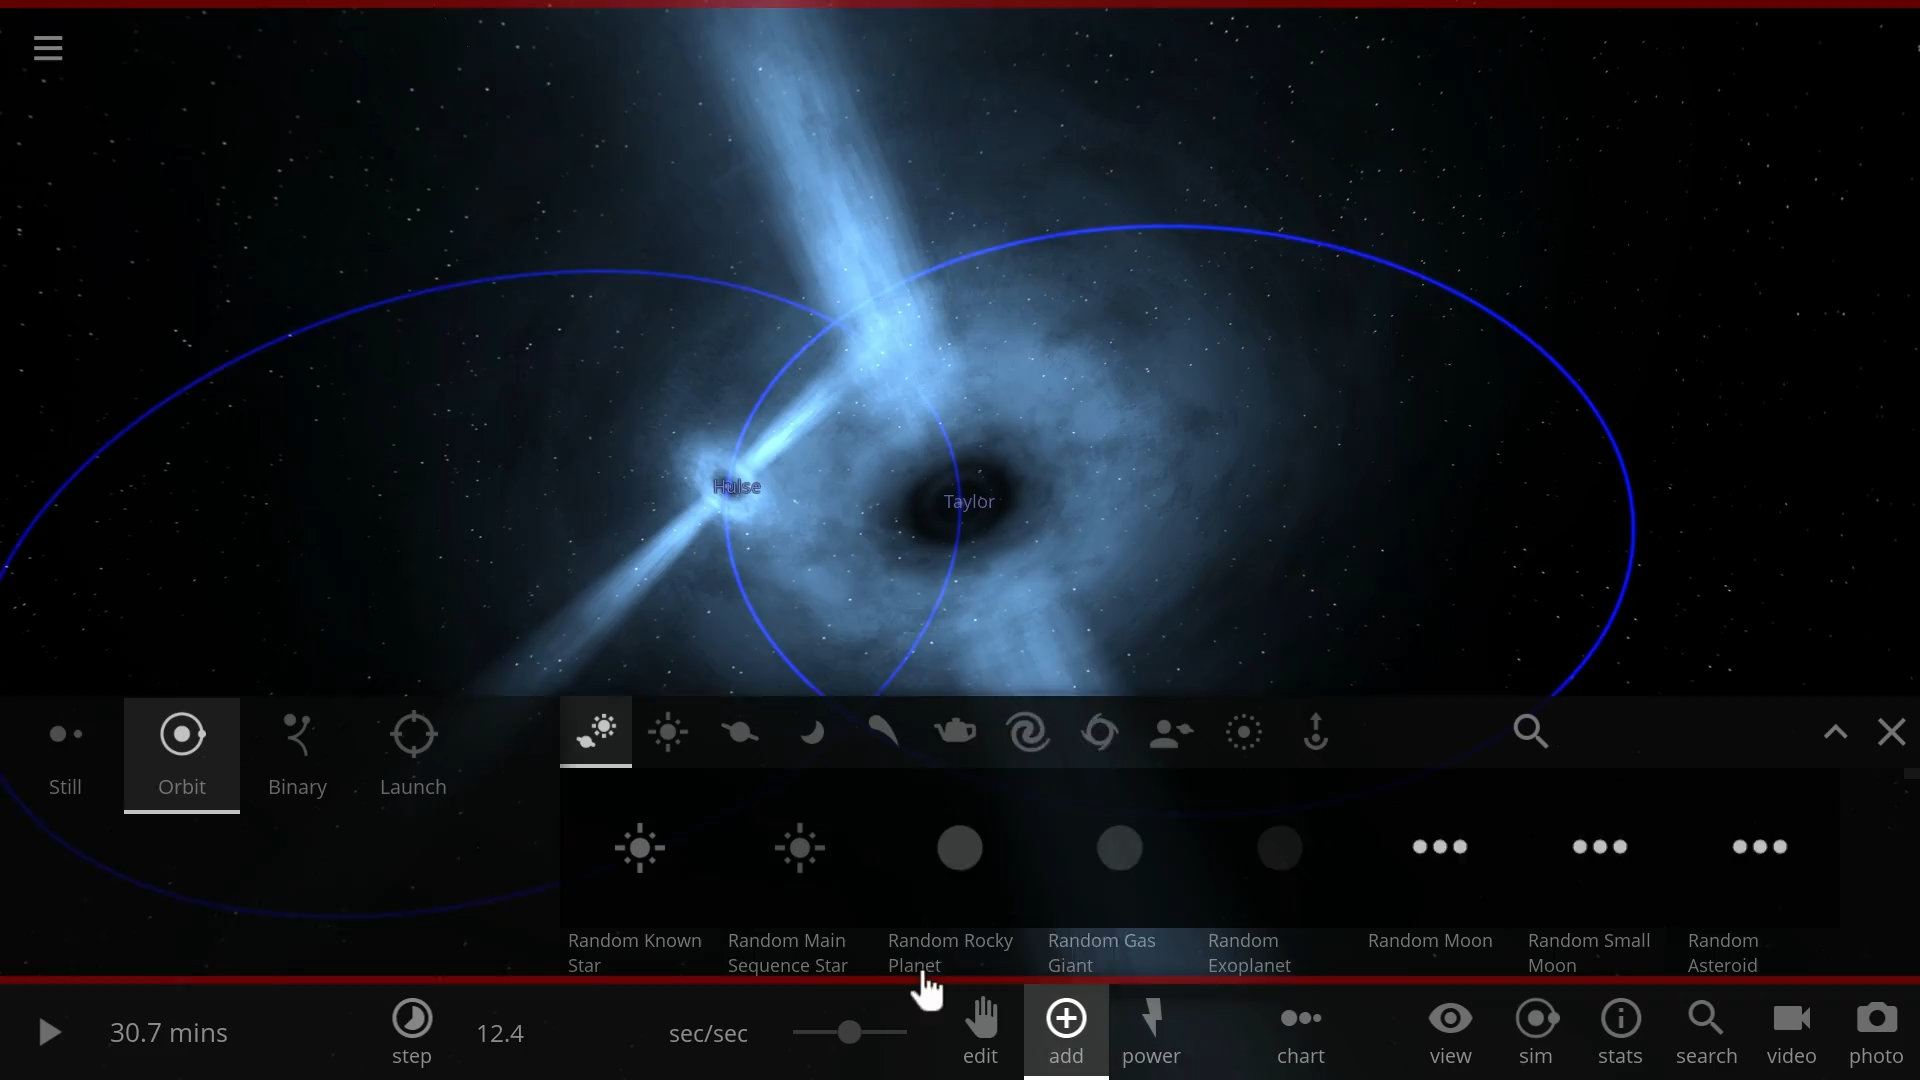 Hulse
Taylor
Still
Orbit
Binary
Launch
Random Known
Star
Random Main
Sequence Star
Random Rocky
Planet
Random Gas
Giant
Random
Exoplanet
Random Moon
Random Small
Moon
Random
Asteroid
30.7 mins
step
12.4
sec/sec
edit
add
power
chart
view
sim
stats
search
video
photo